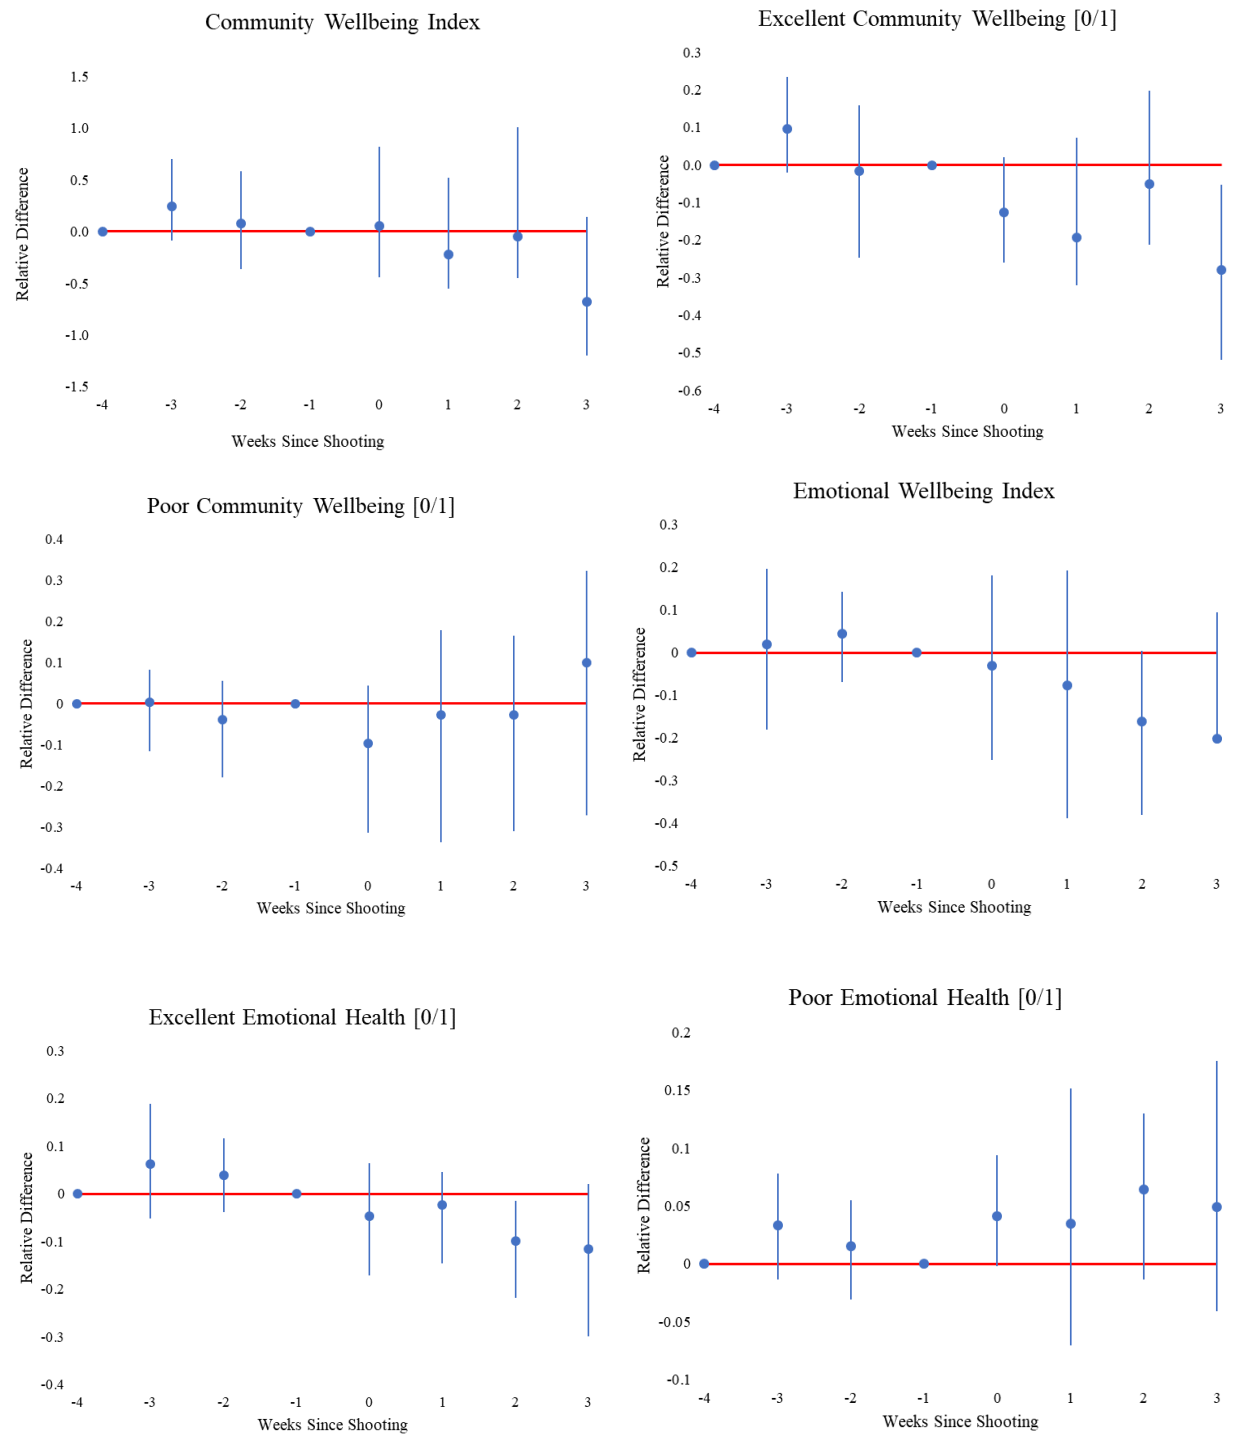 Community Wellbeing Index
Relative Difference
1.5
1.0
0.5
0.0
-0.5
-1.0
-1.5
-4 -3 -2 -1 0 1 2 3
Weeks Since Shooting
Excellent Community Wellbeing [0/1]
Relative Difference
0.3
0.2
0.1
0.0
-0.1
-0.2
-0.3
-0.4
-0.5
-0.6
-4 -3 -2 -1 0 1 2 3
Weeks Since Shooting
Poor Community Wellbeing [0/1]
Relative Difference
0.4
0.3
0.2
0.1
0
-0.1
-0.2
-0.3
-0.4
-4 -3 -2 -1 0 1 2 3
Weeks Since Shooting
Emotional Wellbeing Index
Relative Difference
0.3
0.2
0.1
0
-0.1
-0.2
-0.3
-0.4
-0.5
-4 -3 -2 -1 0 1 2 3
Weeks Since Shooting
Excellent Emotional Health [0/1]
Relative Difference
0.3
0.2
0.1
0
-0.1
-0.2
-0.3
-0.4
-4 -3 -2 -1 0 1 2 3
Weeks Since Shooting
Poor Emotional Health [0/1]
Relative Difference
0.2
0.15
0.1
0.05
0
-0.05
-0.1
-4 -3 -2 -1 0 1 2 3
Weeks Since Shooting